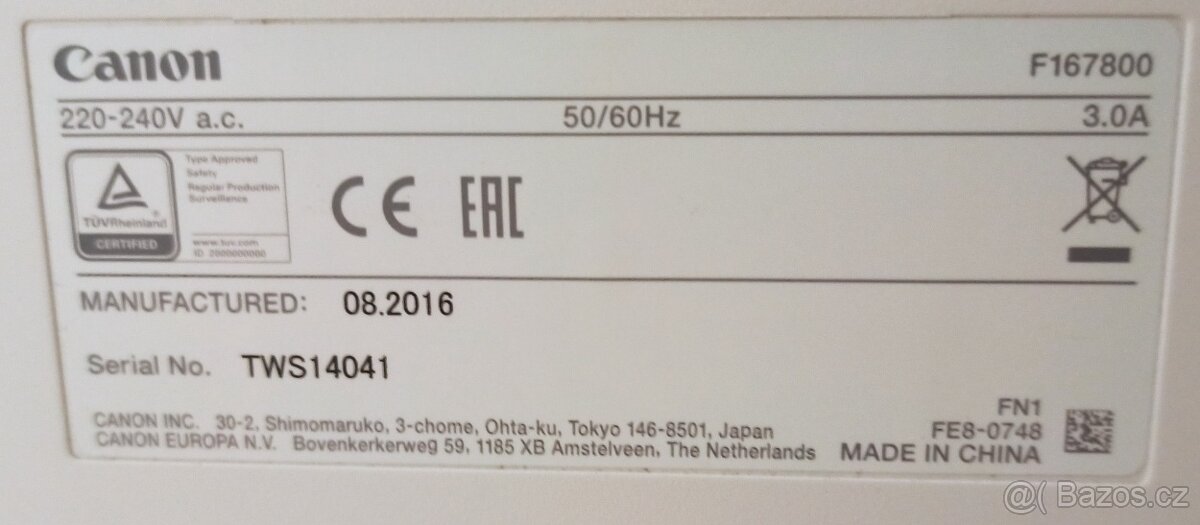 Canon F167800
220-240V a.c. 50/60Hz 3.0A
Type Approved
Safety
Regular Production
Surveillance
TÜVRheinland
CERTIFIED
www.tuv.com
ID 2000000000
CE EAC
MANUFACTURED: 08.2016
Serial No. TWS14041
CANON INC. 30-2, Shimomaruko, 3-chome, Ohta-ku, Tokyo 146-8501, Japan
CANON EUROPA N.V. Bovenkerkerweg 59, 1185 XB Amstelveen, The Netherlands
FN1
FE8-0748
MADE IN CHINA
@( Bazos.cz